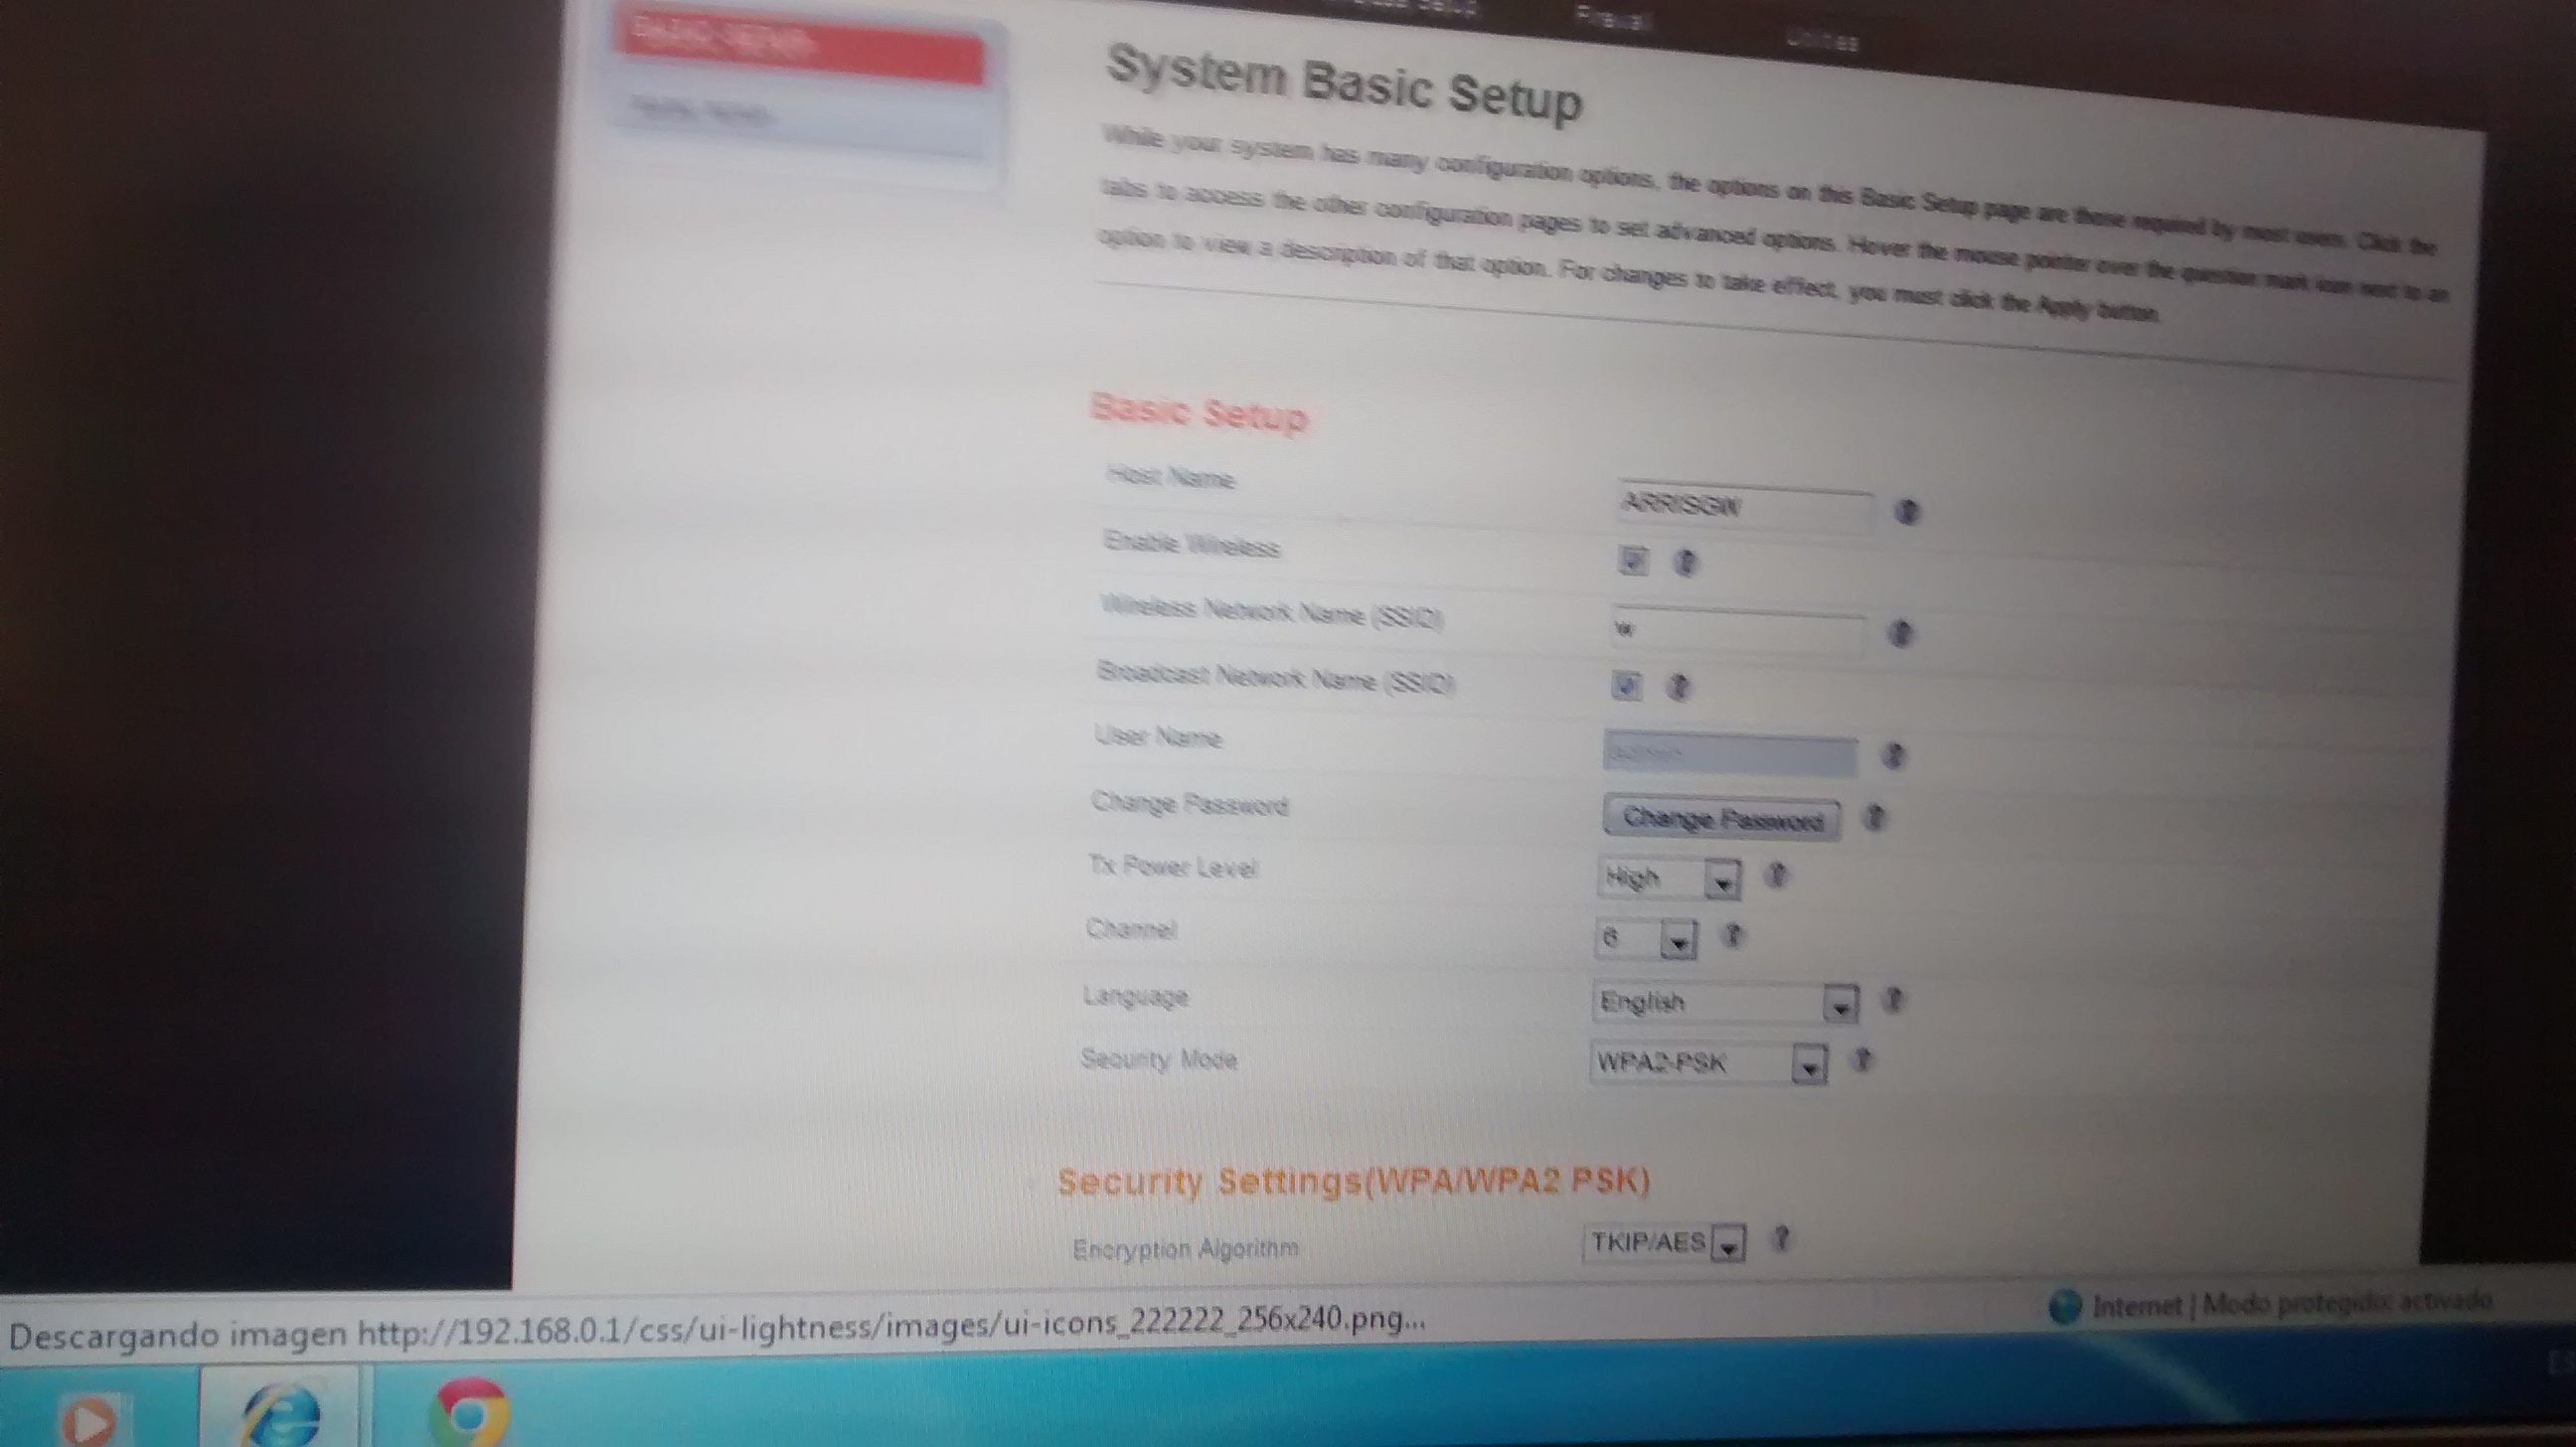 Firewall
Utilities
BASIC SETUP
System Basic Setup
While your system has many configuration options, the options on this Basic Setup page are those required by most users. Click the
tabs to access the other configuration pages to set advanced options. Hover the mouse pointer over the question mark icon next to an
option to view a description of that option. For changes to take effect, you must click the Apply button.
Basic Setup
Host Name ARRISGW
Enable Wireless
Wireless Network Name (SSID) w
Broadcast Network Name (SSID)
User Name
Change Password Change Password
Tx Power Level High
Channel 6
Language English
Security Mode WPA2-PSK
Security Settings(WPA/WPA2 PSK)
Encryption Algorithm TKIP/AES
Descargando imagen http://192.168.0.1/css/ui-lightness/images/ui-icons_222222_256x240.png...
Internet | Modo protegido: activado